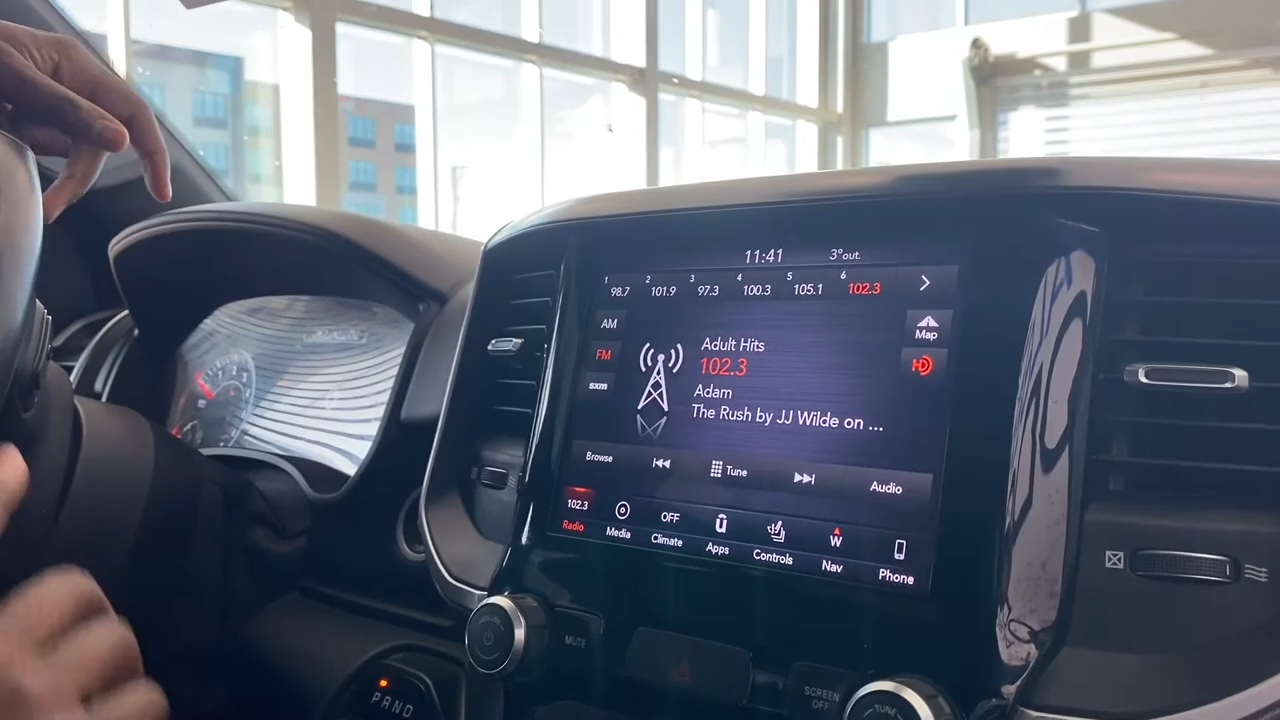 11:41 3°out.
1 98.7 2 101.9 3 97.3 4 100.3 5 105.1 6 102.3
AM
FM
sxm
Adult Hits
102.3
Adam
The Rush by JJ Wilde on ...
Map
HD
Browse Tune Audio
102.3 OFF W
Radio Media Climate Apps Controls Nav Phone
MUTE
SCREEN OFF
TUNE
PRND